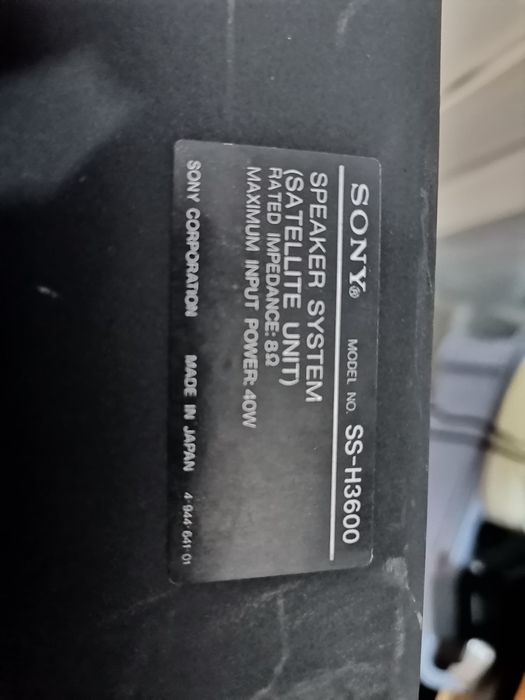 SONY® MODEL NO. SS-H3600
SPEAKER SYSTEM
(SATELLITE UNIT)
RATED IMPEDANCE: 8Ω
MAXIMUM INPUT POWER: 40W
SONY CORPORATION MADE IN JAPAN 4-944-641-01